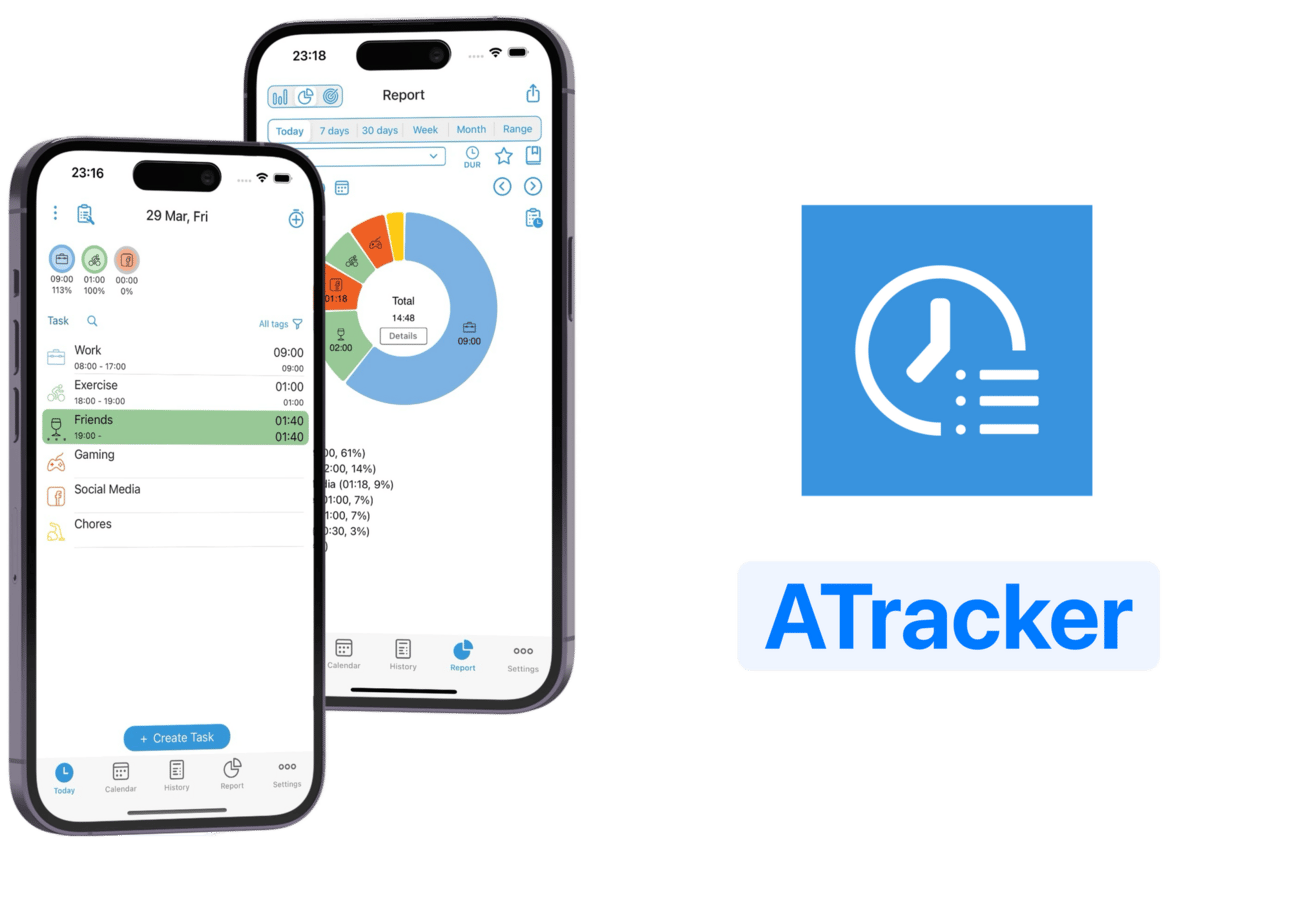 23:18
Report
Today 7 days 30 days Week Month Range
DUR
Total
14:48
Details
01:18
02:00
09:00
00, 61%)
2:00, 14%)
dia (01:18, 9%)
01:00, 7%)
1:00, 7%)
0:30, 3%)
)
Calendar History Report Settings
23:16
29 Mar, Fri
09:00 01:00 00:00
113% 100% 0%
Task All tags
Work 09:00
08:00 - 17:00 09:00
Exercise 01:00
18:00 - 19:00 01:00
Friends 01:40
19:00 - 01:40
Gaming
Social Media
Chores
+ Create Task
Today Calendar History Report Settings
ATracker